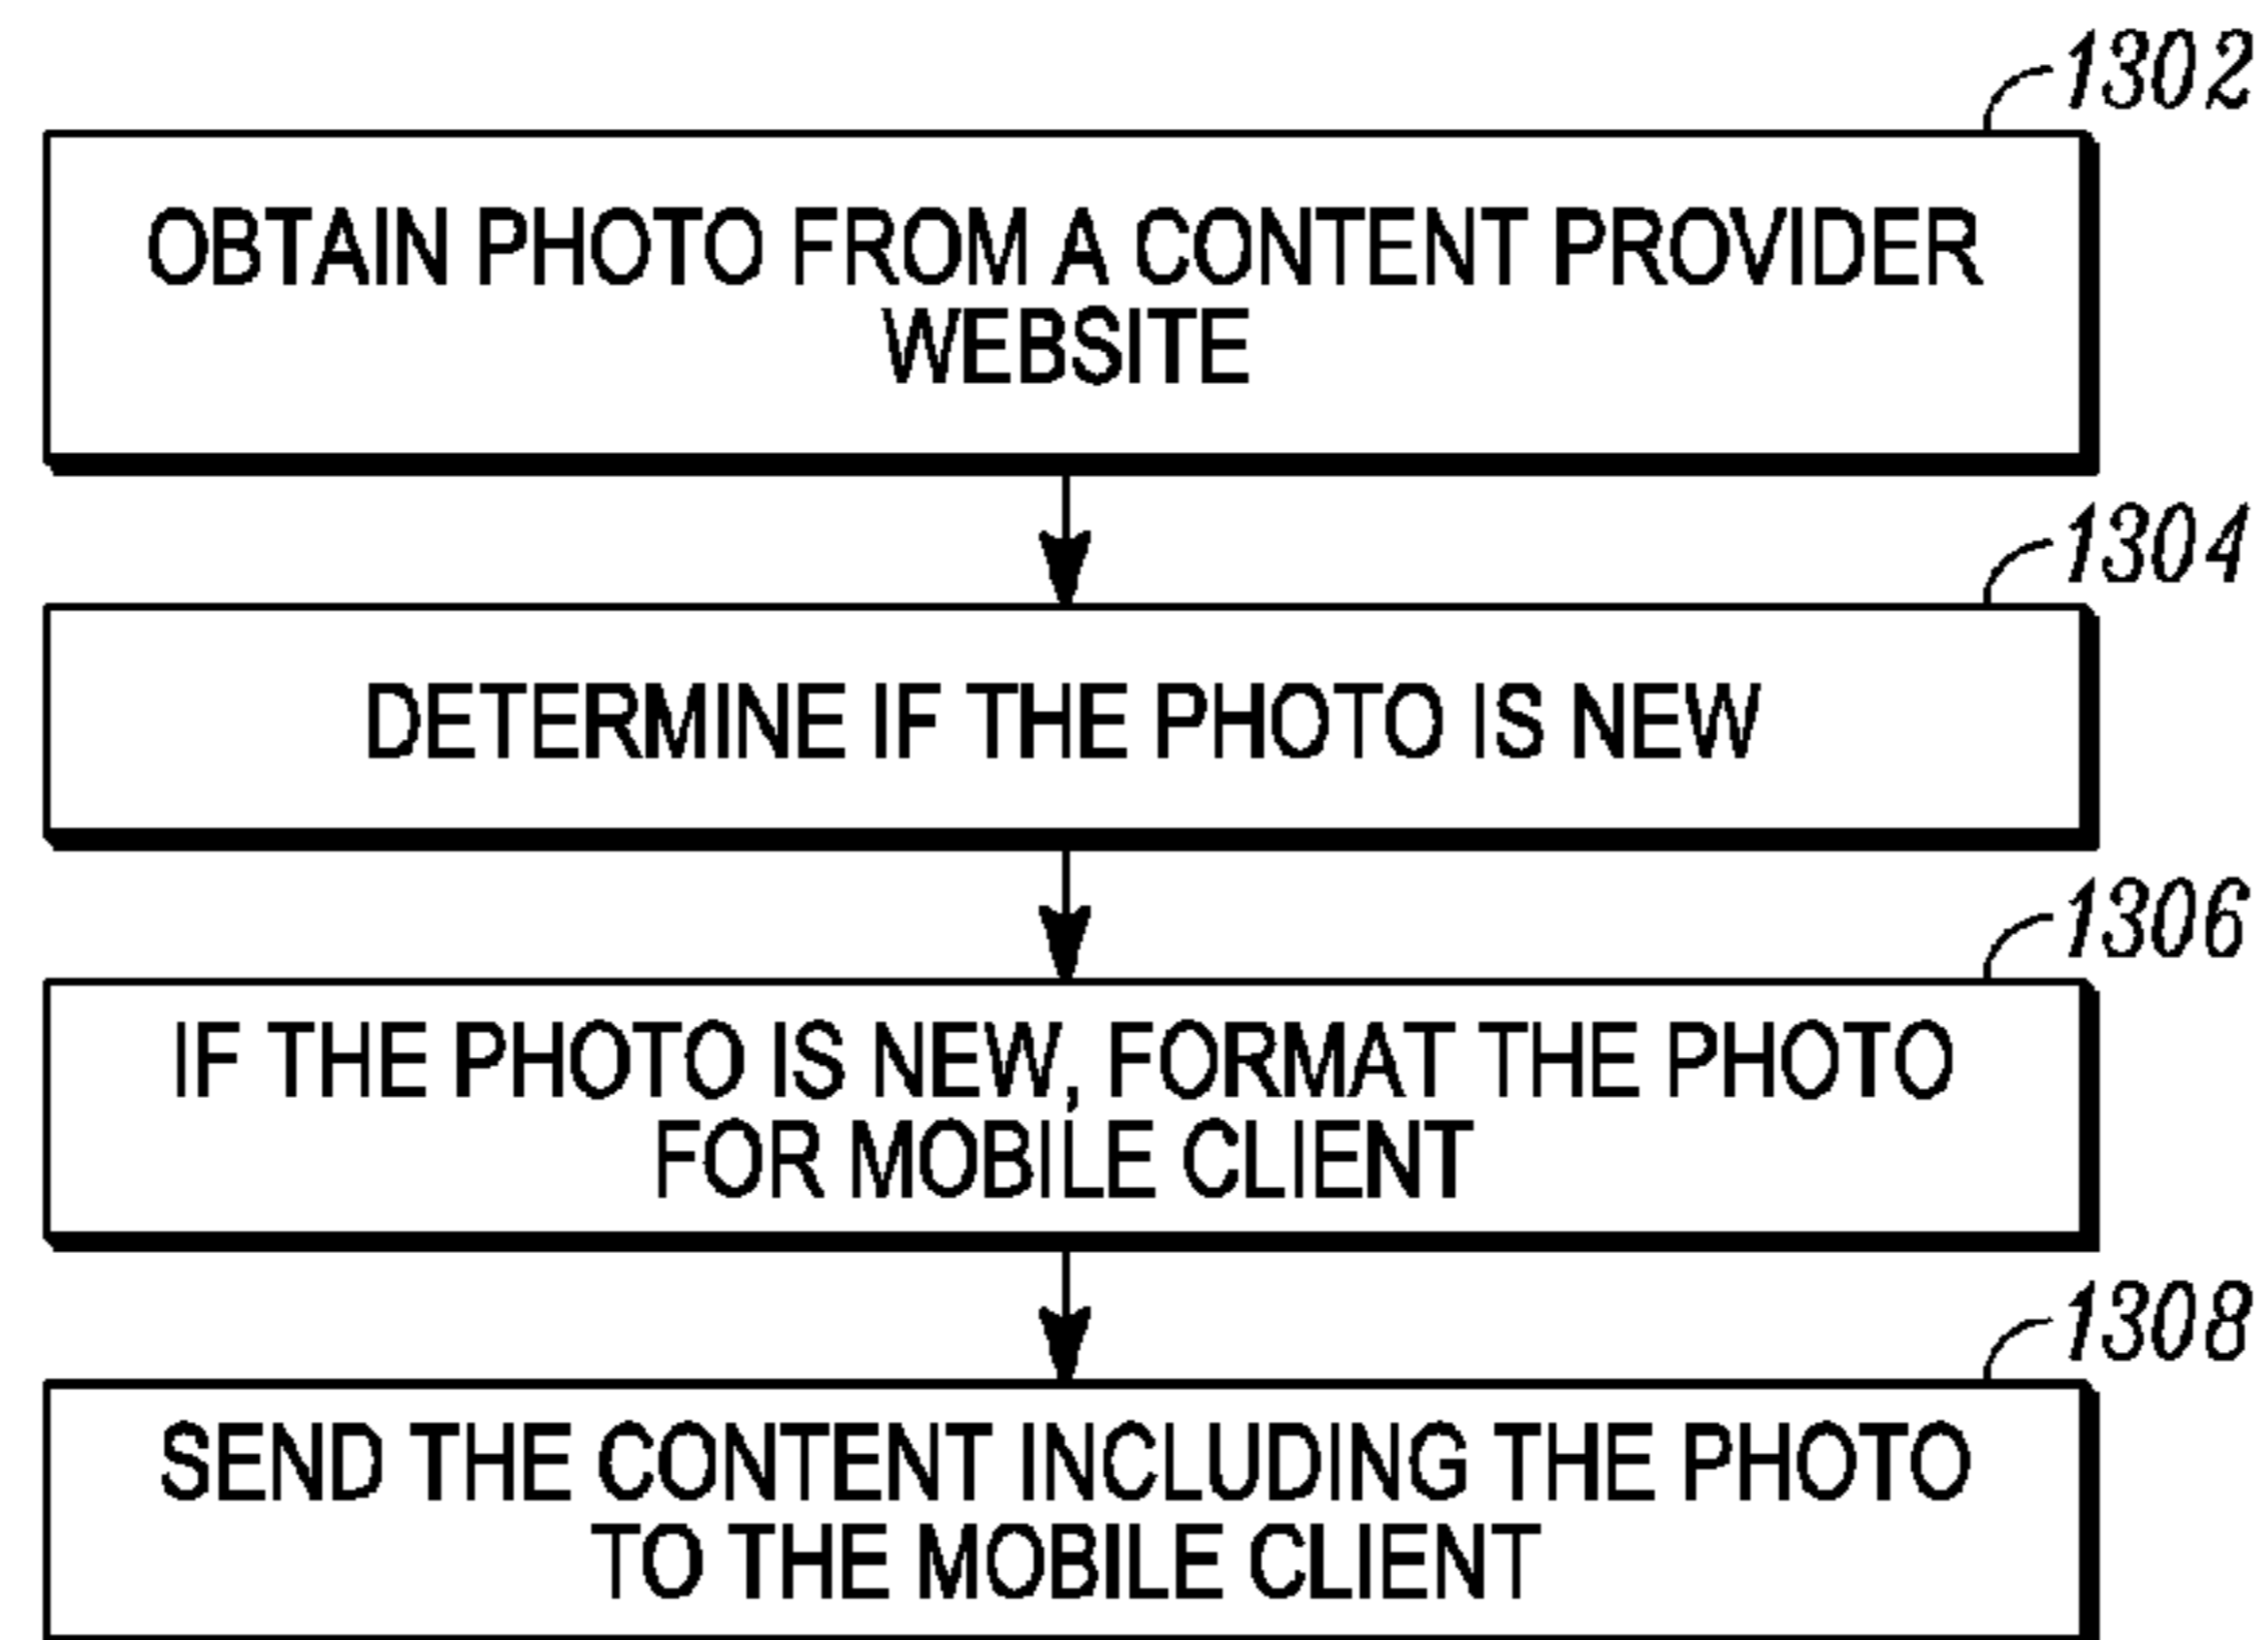 1302
OBTAIN PHOTO FROM A CONTENT PROVIDER
WEBSITE
1304
DETERMINE IF THE PHOTO IS NEW
1306
IF THE PHOTO IS NEW, FORMAT THE PHOTO
FOR MOBILE CLIENT
1308
SEND THE CONTENT INCLUDING THE PHOTO
TO THE MOBILE CLIENT